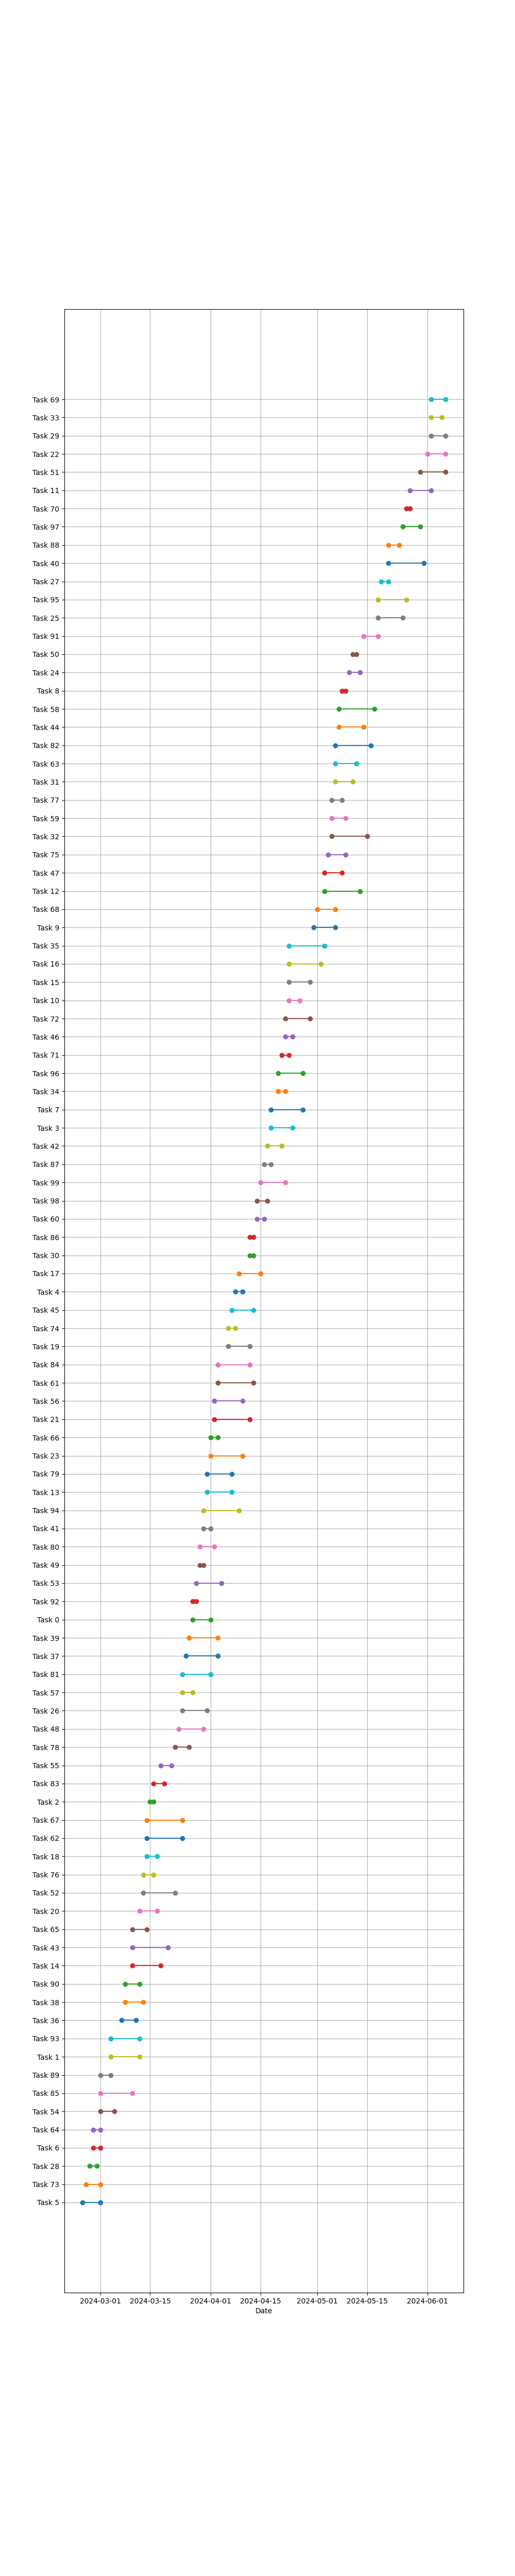 Task 69
Task 33
Task 29
Task 22
Task 51
Task 11
Task 70
Task 97
Task 88
Task 40
Task 27
Task 95
Task 25
Task 91
Task 50
Task 24
Task 8
Task 58
Task 44
Task 82
Task 63
Task 31
Task 77
Task 59
Task 32
Task 75
Task 47
Task 12
Task 68
Task 9
Task 35
Task 16
Task 15
Task 10
Task 72
Task 46
Task 71
Task 96
Task 34
Task 7
Task 3
Task 42
Task 87
Task 99
Task 98
Task 60
Task 86
Task 30
Task 17
Task 4
Task 45
Task 74
Task 19
Task 84
Task 61
Task 56
Task 21
Task 66
Task 23
Task 79
Task 13
Task 94
Task 41
Task 80
Task 49
Task 53
Task 92
Task 0
Task 39
Task 37
Task 81
Task 57
Task 26
Task 48
Task 78
Task 55
Task 83
Task 2
Task 67
Task 62
Task 18
Task 76
Task 52
Task 20
Task 65
Task 43
Task 14
Task 90
Task 38
Task 36
Task 93
Task 1
Task 89
Task 85
Task 54
Task 64
Task 6
Task 28
Task 73
Task 5
2024-03-01 2024-03-15 2024-04-01 2024-04-15 2024-05-01 2024-05-15 2024-06-01
Date